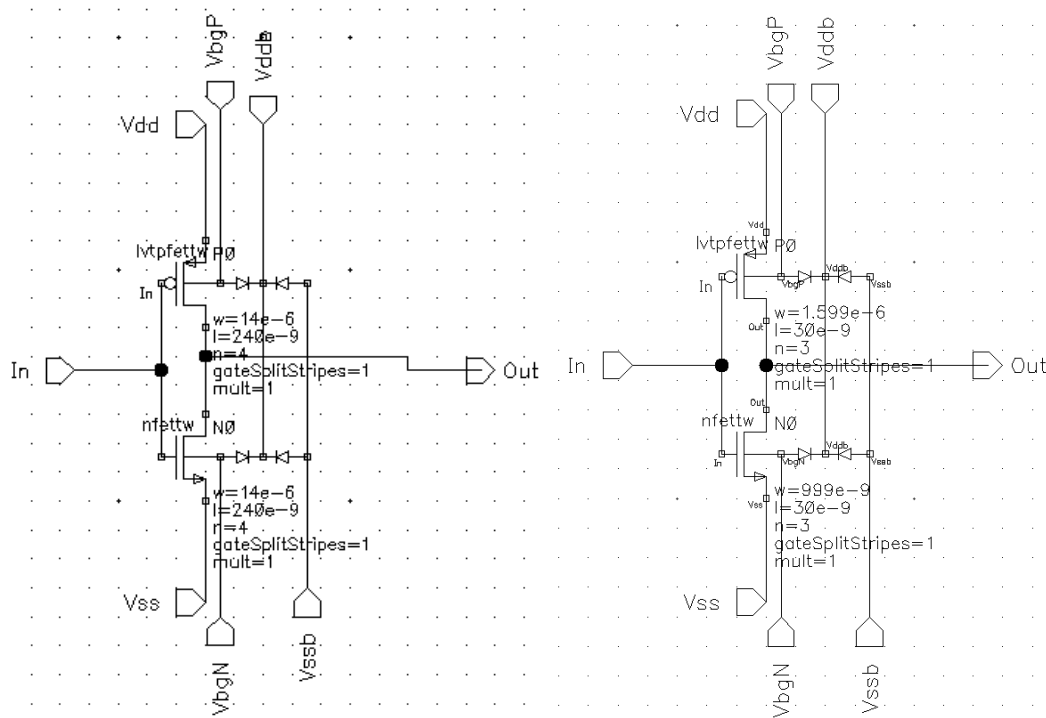 VbgP
Vddb
Vdd
lvtpfettw P0
In
w=14e-6
l=240e-9
n=4
gateSplitStripes=1
mult=1
In
Out
nfettw N0
w=14e-6
l=240e-9
n=4
gateSplitStripes=1
mult=1
Vss
VbgN
Vssb
VbgP
Vddb
Vdd
Vdd
lvtpfettw P0
In
VbgP
Vddb
Vssb
w=1.599e-6
l=30e-9
n=3
gateSplitStripes=1
mult=1
Out
In
Out
Out
nfettw N0
In
VbgN
Vddb
Vssb
w=999e-9
l=30e-9
n=3
gateSplitStripes=1
mult=1
Vss
Vss
VbgN
Vssb